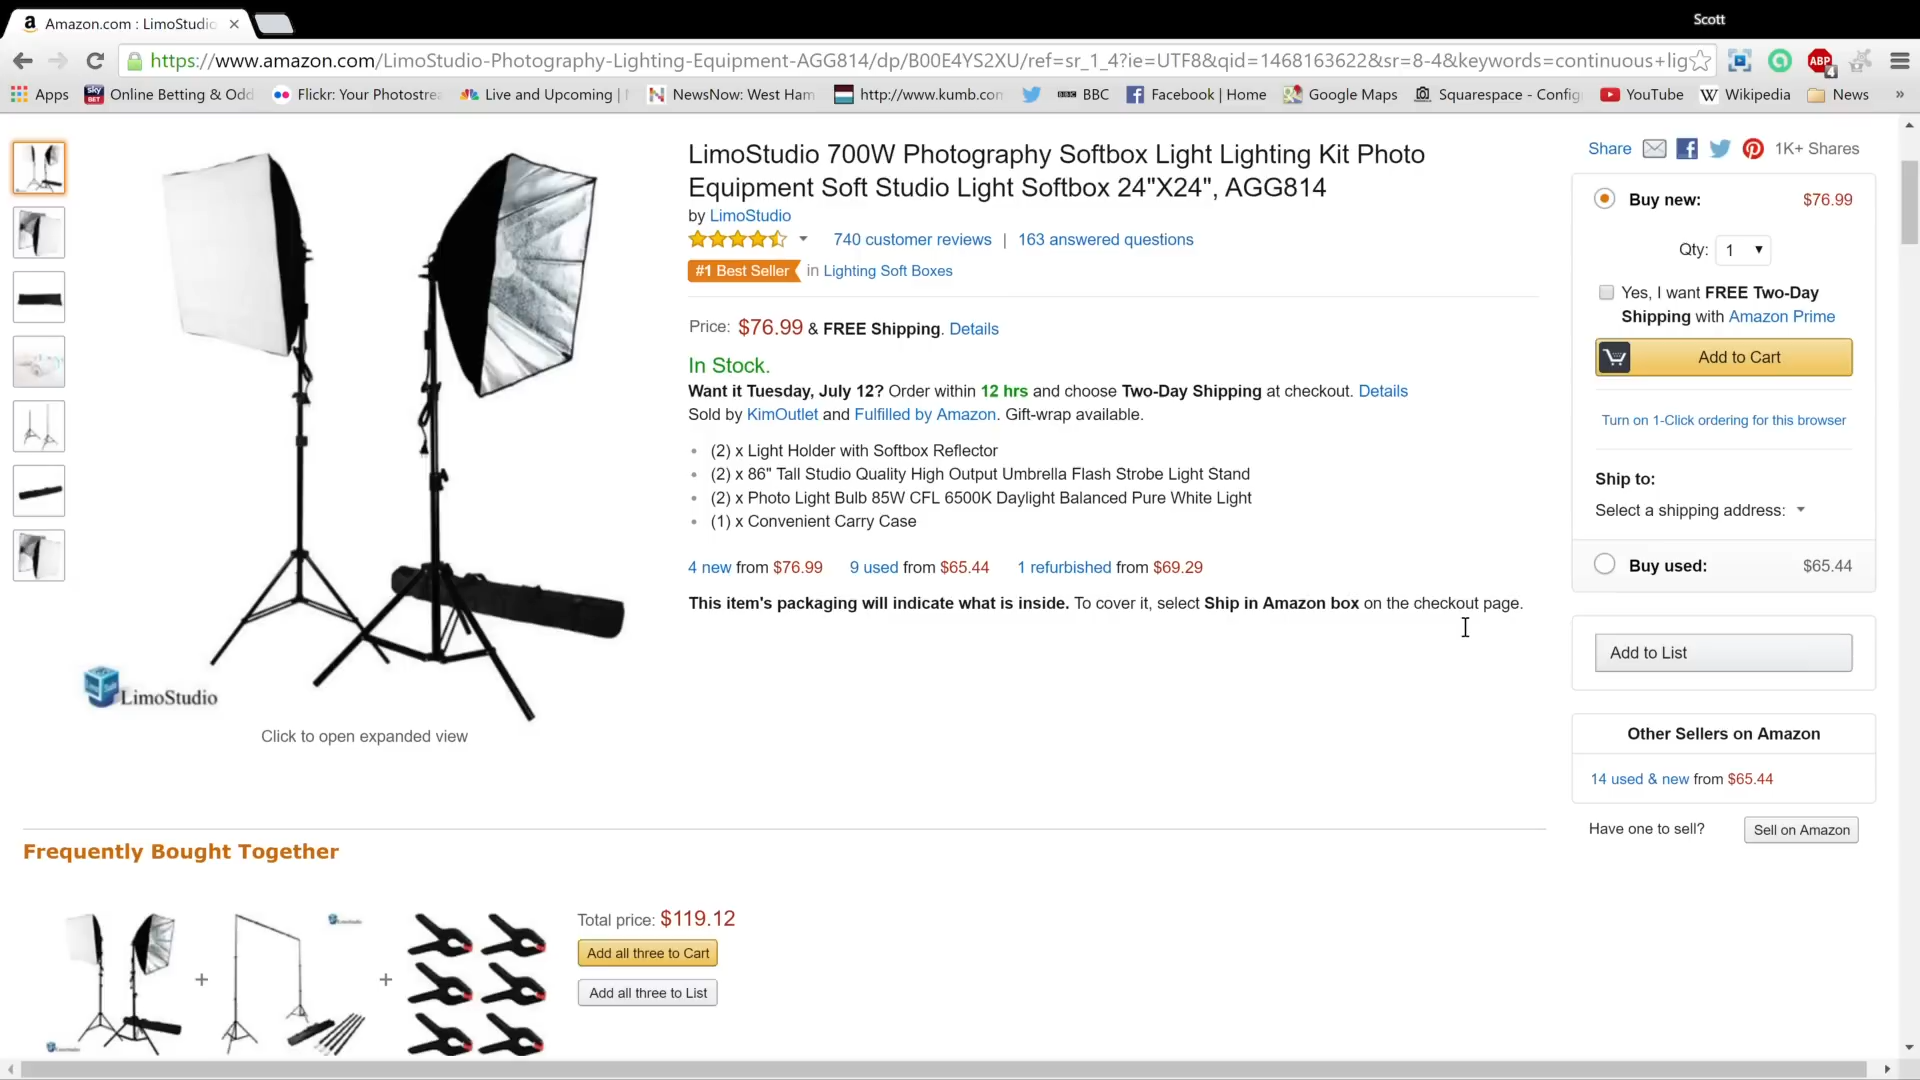 Scott
Amazon.com : LimoStudio
https://www.amazon.com/LimoStudio-Photography-Lighting-Equipment-AGG814/dp/B00E4YS2XU/ref=sr_1_4?ie=UTF8&qid=1468163622&sr=8-4&keywords=continuous+lig
ABP
4
Apps
sky BET
Online Betting & Odd
Flickr: Your Photostre
Live and Upcoming |
NewsNow: West Ham
http://www.kumb.con
BBC
BBC
Facebook | Home
Google Maps
Squarespace - Config
YouTube
W
Wikipedia
News
»
LimoStudio 700W Photography Softbox Light Lighting Kit Photo
Equipment Soft Studio Light Softbox 24"X24", AGG814
by LimoStudio
740 customer reviews | 163 answered questions
#1 Best Seller in Lighting Soft Boxes
Price: $76.99 & FREE Shipping. Details
In Stock.
Want it Tuesday, July 12? Order within 12 hrs and choose Two-Day Shipping at checkout. Details
Sold by KimOutlet and Fulfilled by Amazon. Gift-wrap available.
(2) x Light Holder with Softbox Reflector
(2) x 86" Tall Studio Quality High Output Umbrella Flash Strobe Light Stand
(2) x Photo Light Bulb 85W CFL 6500K Daylight Balanced Pure White Light
(1) x Convenient Carry Case
4 new from $76.99 9 used from $65.44 1 refurbished from $69.29
This item's packaging will indicate what is inside. To cover it, select Ship in Amazon box on the checkout page.
LimoStudio
Click to open expanded view
Share 1K+ Shares
Buy new: $76.99
Qty: 1
Yes, I want FREE Two-Day
Shipping with Amazon Prime
Add to Cart
Turn on 1-Click ordering for this browser
Ship to:
Select a shipping address:
Buy used: $65.44
Add to List
Other Sellers on Amazon
14 used & new from $65.44
Have one to sell? Sell on Amazon
Frequently Bought Together
+
+
Total price: $119.12
Add all three to Cart
Add all three to List